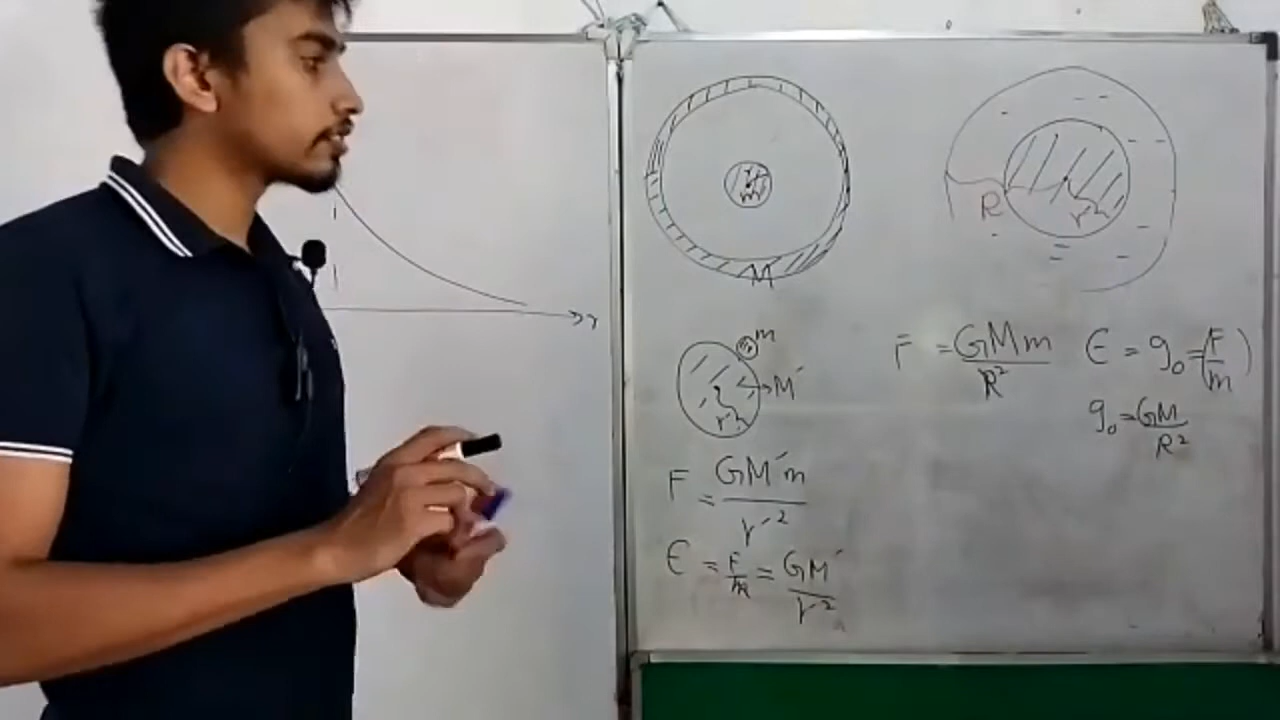 r
M
m
R
r
m
M′
r
F = GM′m / r²
E = F/m = GM′ / r²
F = GMm / R²
E = g₀ = (F/m)
g₀ = GM / R²